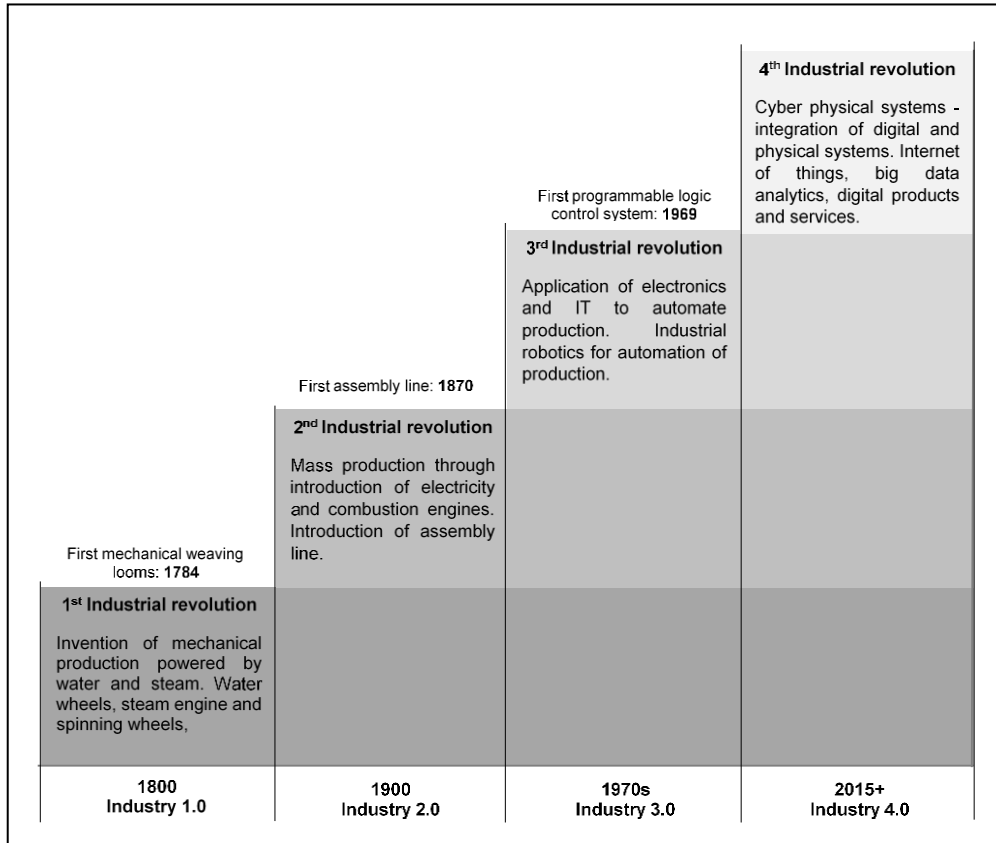 First mechanical weaving
looms: 1784
1st Industrial revolution
Invention of mechanical
production powered by
water and steam. Water
wheels, steam engine and
spinning wheels,
1800
Industry 1.0
First assembly line: 1870
2nd Industrial revolution
Mass production through
introduction of electricity
and combustion engines.
Introduction of assembly
line.
1900
Industry 2.0
First programmable logic
control system: 1969
3rd Industrial revolution
Application of electronics
and IT to automate
production. Industrial
robotics for automation of
production.
1970s
Industry 3.0
4th Industrial revolution
Cyber physical systems -
integration of digital and
physical systems. Internet
of things, big data
analytics, digital products
and services.
2015+
Industry 4.0